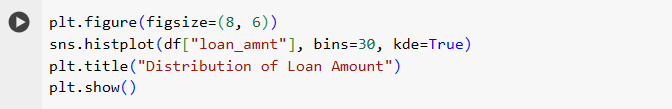 plt.figure(figsize=(8, 6))
sns.histplot(df["loan_amnt"], bins=30, kde=True)
plt.title("Distribution of Loan Amount")
plt.show()